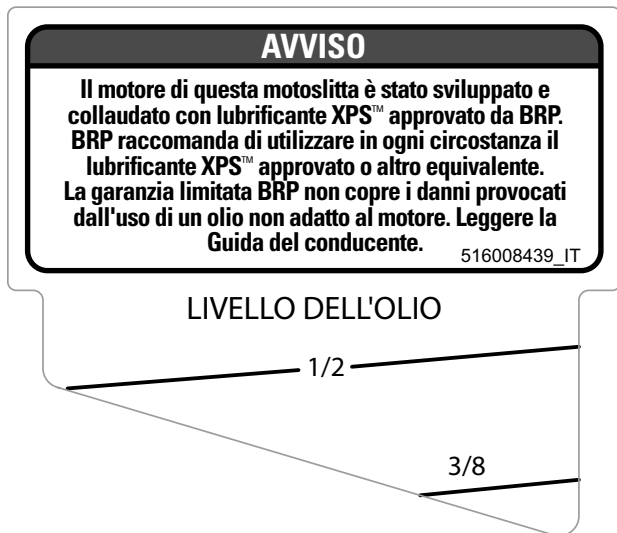 AVVISO
Il motore di questa motoslitta è stato sviluppato e
collaudato con lubrificante XPS™ approvato da BRP.
BRP raccomanda di utilizzare in ogni circostanza il
lubrificante XPS™ approvato o altro equivalente.
La garanzia limitata BRP non copre i danni provocati
dall'uso di un olio non adatto al motore. Leggere la
Guida del conducente.
516008439_IT
LIVELLO DELL'OLIO
1/2
3/8